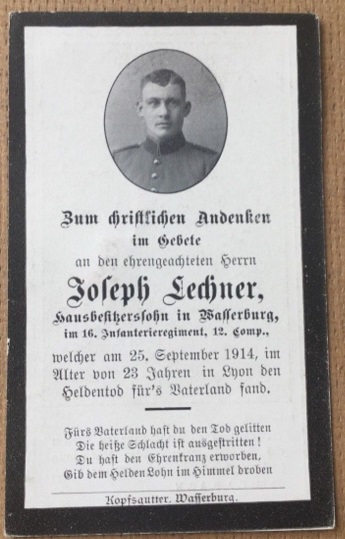 Zum christlichen Andenken
im Gebete
an den ehrengeachteten Herrn
Joseph Lechner,
Hausbesitzerssohn in Wasserburg,
im 16. Infanterieregiment, 12. Comp.,
welcher am 25. September 1914, im
Alter von 23 Jahren in Lyon den
Heldentod für's Vaterland fand.
Fürs Vaterland hast du den Tod gelitten
Die heiße Schlacht ist ausgestritten!
Du hast den Ehrenkranz erworben,
Gib dem Helden Lohn im Himmel droben
Kopfgutter, Wasserburg.